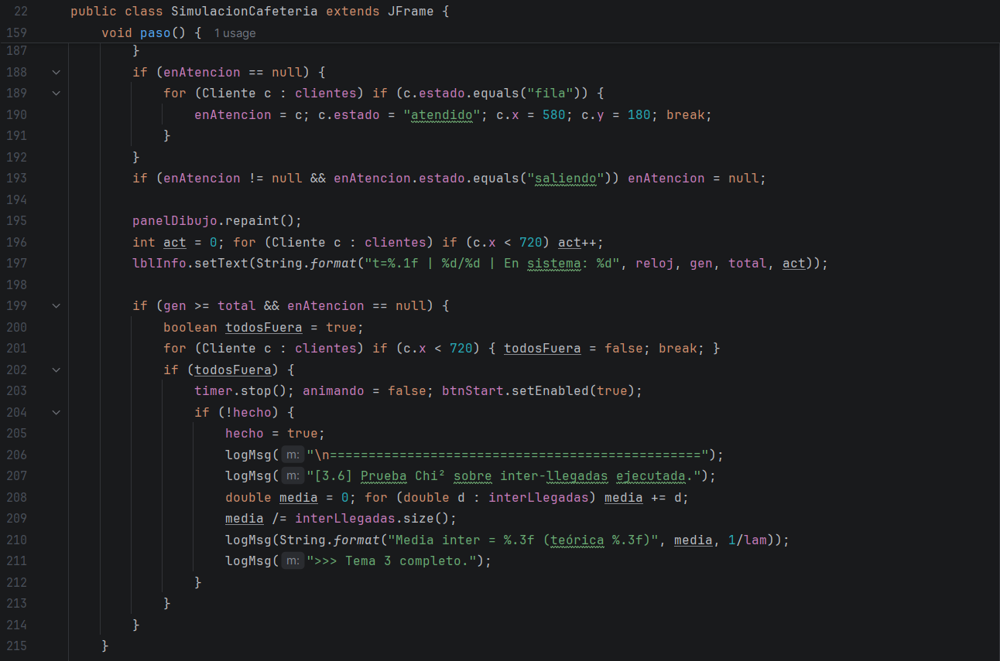 22 public class SimulacionCafeteria extends JFrame {
159 void paso() { 1 usage
187 }
188 if (enAtencion == null) {
189 for (Cliente c : clientes) if (c.estado.equals("fila")) {
190 enAtencion = c; c.estado = "atendido"; c.x = 580; c.y = 180; break;
191 }
192 }
193 if (enAtencion != null && enAtencion.estado.equals("saliendo")) enAtencion = null;
194
195 panelDibujo.repaint();
196 int act = 0; for (Cliente c : clientes) if (c.x < 720) act++;
197 lblInfo.setText(String.format("t=%.1f | %d/%d | En sistema: %d", reloj, gen, total, act));
198
199 if (gen >= total && enAtencion == null) {
200 boolean todosFuera = true;
201 for (Cliente c : clientes) if (c.x < 720) { todosFuera = false; break; }
202 if (todosFuera) {
203 timer.stop(); animando = false; btnStart.setEnabled(true);
204 if (!hecho) {
205 hecho = true;
206 logMsg( m: "\n================================================");
207 logMsg( m: "[3.6] Prueba Chi² sobre inter-llegadas ejecutada.");
208 double media = 0; for (double d : interLlegadas) media += d;
209 media /= interLlegadas.size();
210 logMsg(String.format("Media inter = %.3f (teórica %.3f)", media, 1/lam));
211 logMsg( m: ">>> Tema 3 completo.");
212 }
213 }
214 }
215 }